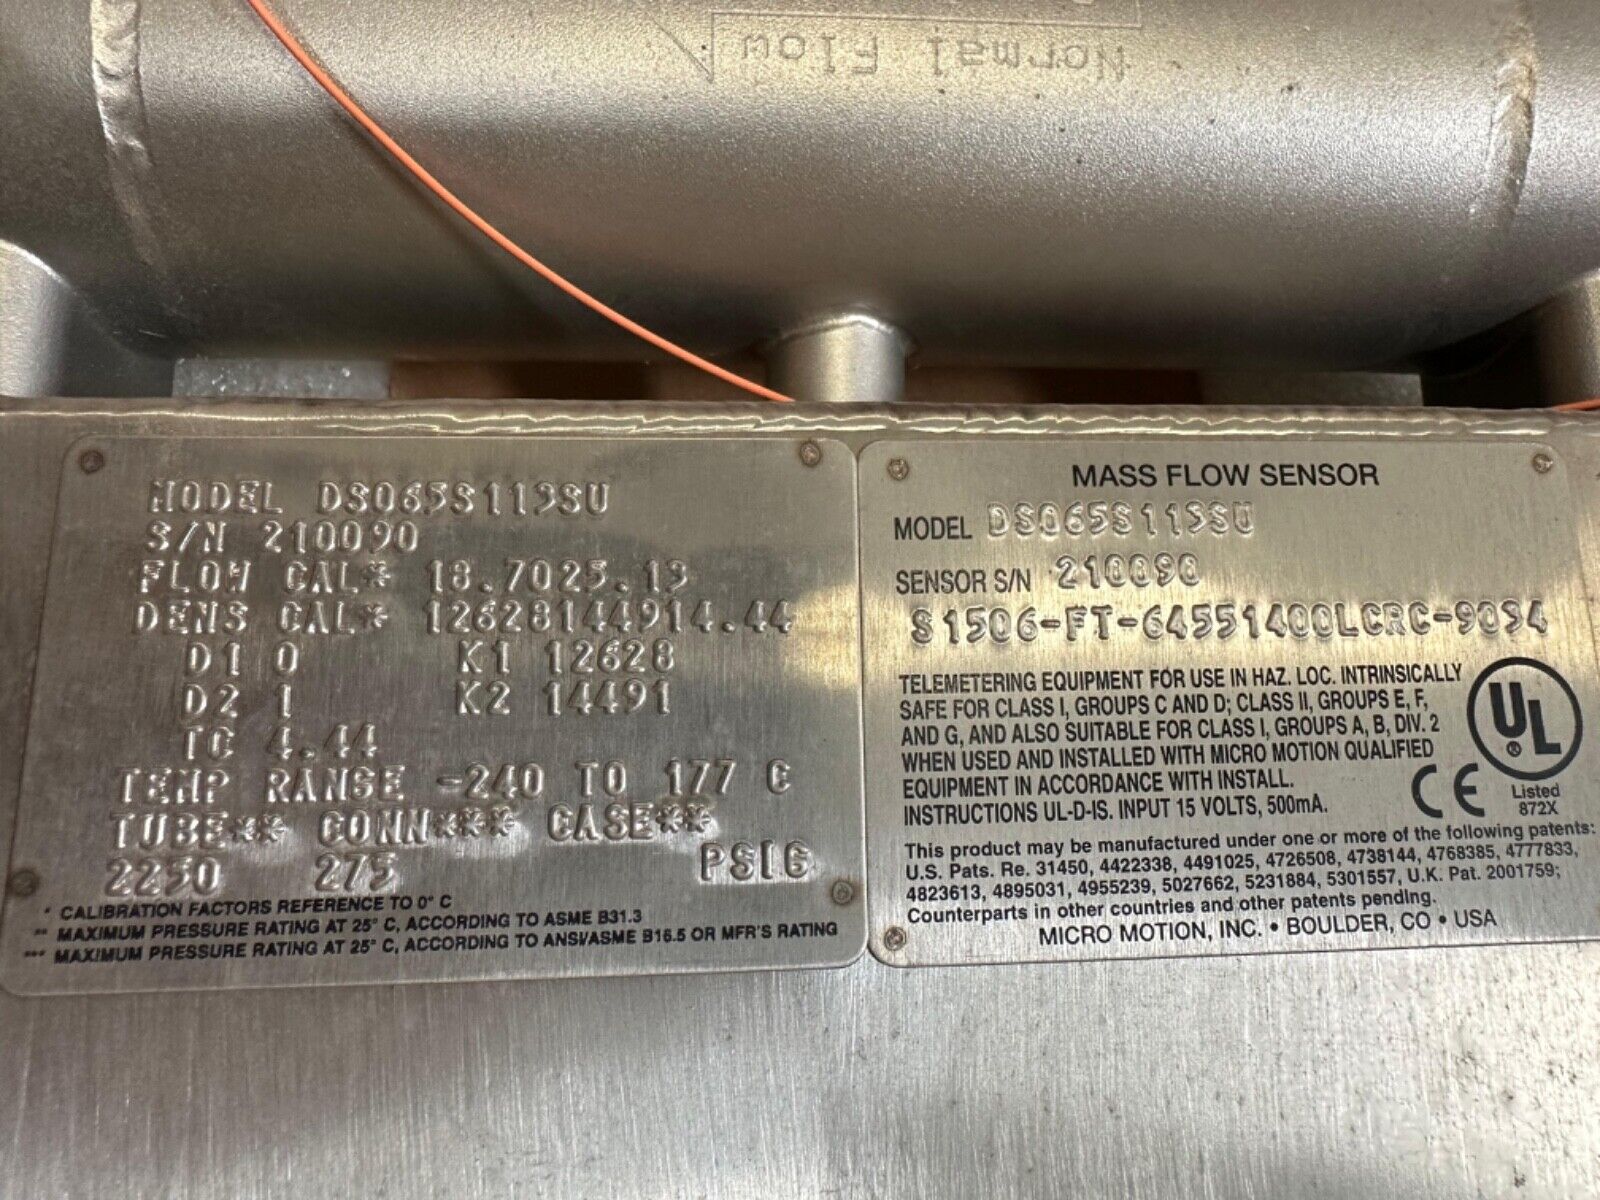 Normal Flow
MODEL DS065S113SU
S/N 210090
FLOW CAL* 18.7025.13
DENS CAL* 12628144914.44
D1 0 K1 12628
D2 1 K2 14491
TC 4.44
TEMP RANGE -240 TO 177 C
TUBE** CONN*** CASE**
2250 275 PSIG
* CALIBRATION FACTORS REFERENCE TO 0° C
** MAXIMUM PRESSURE RATING AT 25° C, ACCORDING TO ASME B31.3
*** MAXIMUM PRESSURE RATING AT 25° C, ACCORDING TO ANSI/ASME B16.5 OR MFR'S RATING
MASS FLOW SENSOR
MODEL DS065S113SU
SENSOR S/N 210090
S1506-FT-64551400LCRC-9034
TELEMETERING EQUIPMENT FOR USE IN HAZ. LOC. INTRINSICALLY
SAFE FOR CLASS I, GROUPS C AND D; CLASS II, GROUPS E, F,
AND G, AND ALSO SUITABLE FOR CLASS I, GROUPS A, B, DIV. 2
WHEN USED AND INSTALLED WITH MICRO MOTION QUALIFIED
EQUIPMENT IN ACCORDANCE WITH INSTALL.
INSTRUCTIONS UL-D-IS. INPUT 15 VOLTS, 500mA.
UL ®
CE
Listed
872X
This product may be manufactured under one or more of the following patents:
U.S. Pats. Re. 31450, 4422338, 4491025, 4726508, 4738144, 4768385, 4777833,
4823613, 4895031, 4955239, 5027662, 5231884, 5301557, U.K. Pat. 2001759;
Counterparts in other countries and other patents pending.
MICRO MOTION, INC. • BOULDER, CO • USA